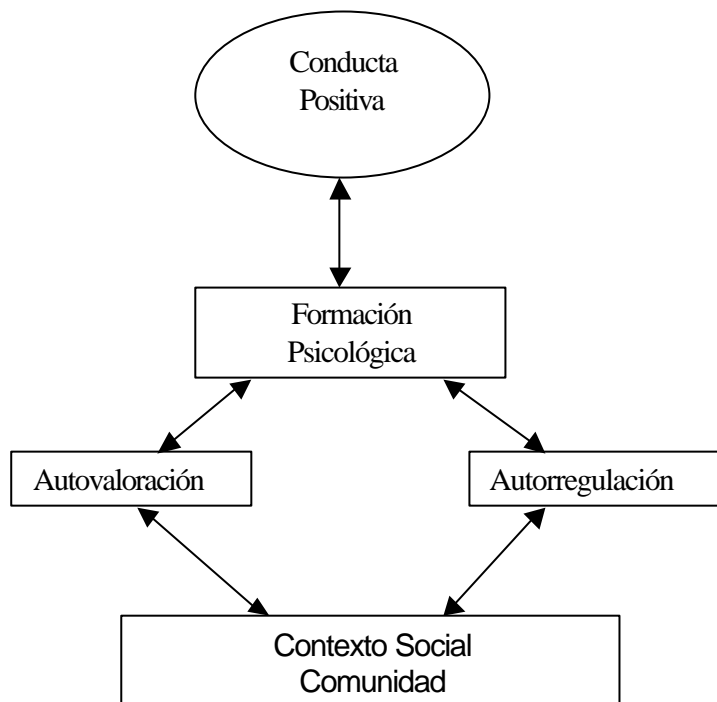 Conducta
Positiva
Formación
Psicológica
Autovaloración
Autorregulación
Contexto Social
Comunidad